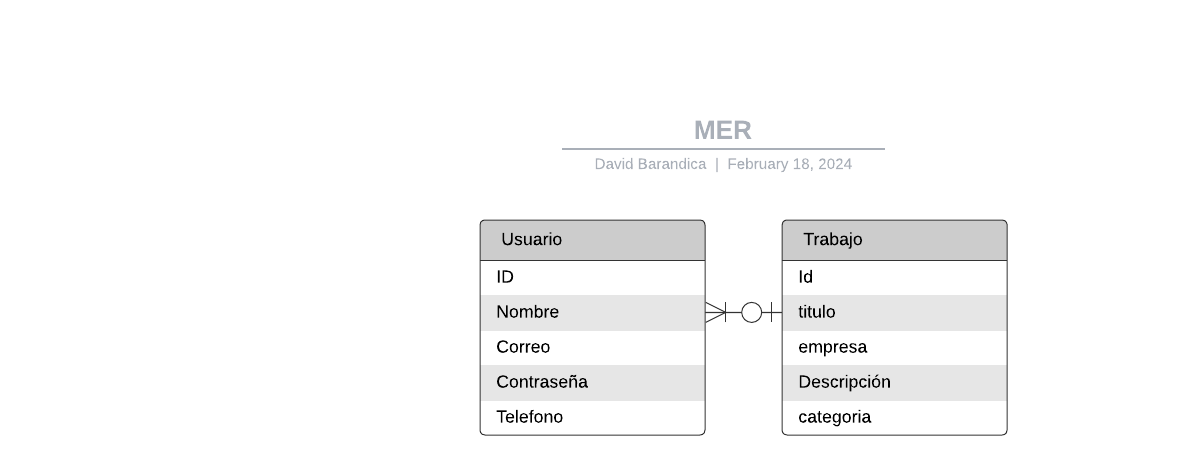 MER
David Barandica | February 18, 2024
Usuario
ID
Nombre
Correo
Contraseña
Telefono
Trabajo
Id
titulo
empresa
Descripción
categoria